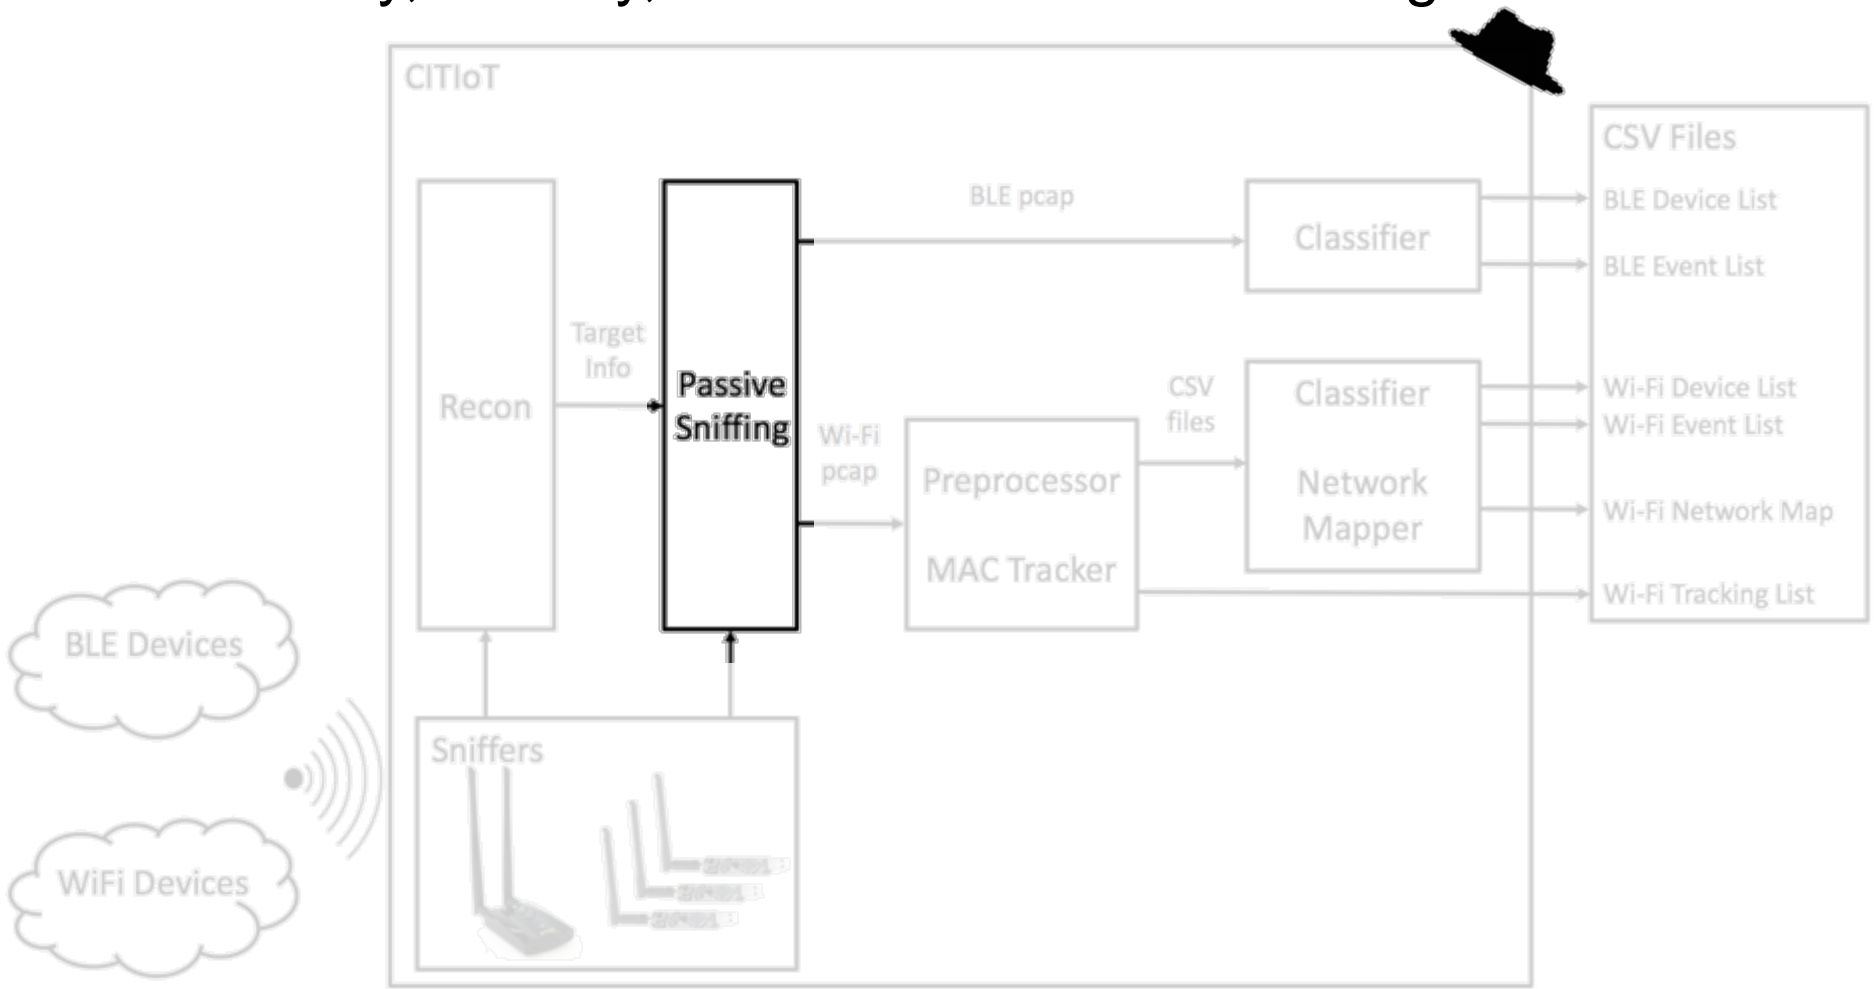 CITIoT
CSV Files
BLE pcap
BLE Device List
Classifier
BLE Event List
Target
Info
Recon
Passive
Sniffing
Wi-Fi
pcap
CSV
files
Classifier
Network
Mapper
Preprocessor
MAC Tracker
Wi-Fi Device List
Wi-Fi Event List
Wi-Fi Network Map
Wi-Fi Tracking List
BLE Devices
WiFi Devices
Sniffers